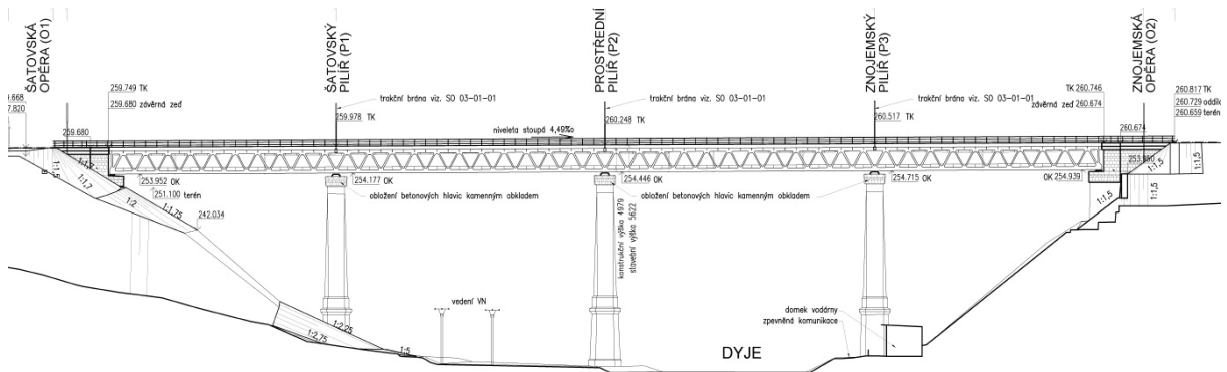 ŠATOVSKÁ
OPĚRA (O1)
ŠATOVSKÝ
PILÍŘ (P1)
PROSTŘEDNÍ
PILÍŘ (P2)
ZNOJEMSKÝ
PILÍŘ (P3)
ZNOJEMSKÁ
OPĚRA (O2)
9.668
7.820
259.749 TK
259.680 závěrná zeď
259.680
trakční brána viz. SO 03-01-01
259.978 TK
niveleta stoupá 4,49‰
trakční brána viz. SO 03-01-01
260.248 TK
trakční brána viz. SO 03-01-01
260.517 TK
TK 260.746
závěrná zeď 260.674
260.674
260.817 TK
260.729 oddíl
260.659 terén
1:1,7
1:1,7
1:2
1:1,75
253.952 OK
251.100 terén
242.034
254.177 OK
obložení betonových hlavic kamenným obkladem
254.446 OK
obložení betonových hlavic kamenným obkladem
254.715 OK
OK 254.939
1:1,5
1:1,5
1:1,5
1:1,5
konstrukční výška 4979
stavební výška 5622
1:2,25
1:2,75
1:5
vedení VN
domek vodárny
zpevněná komunikace
DYJE